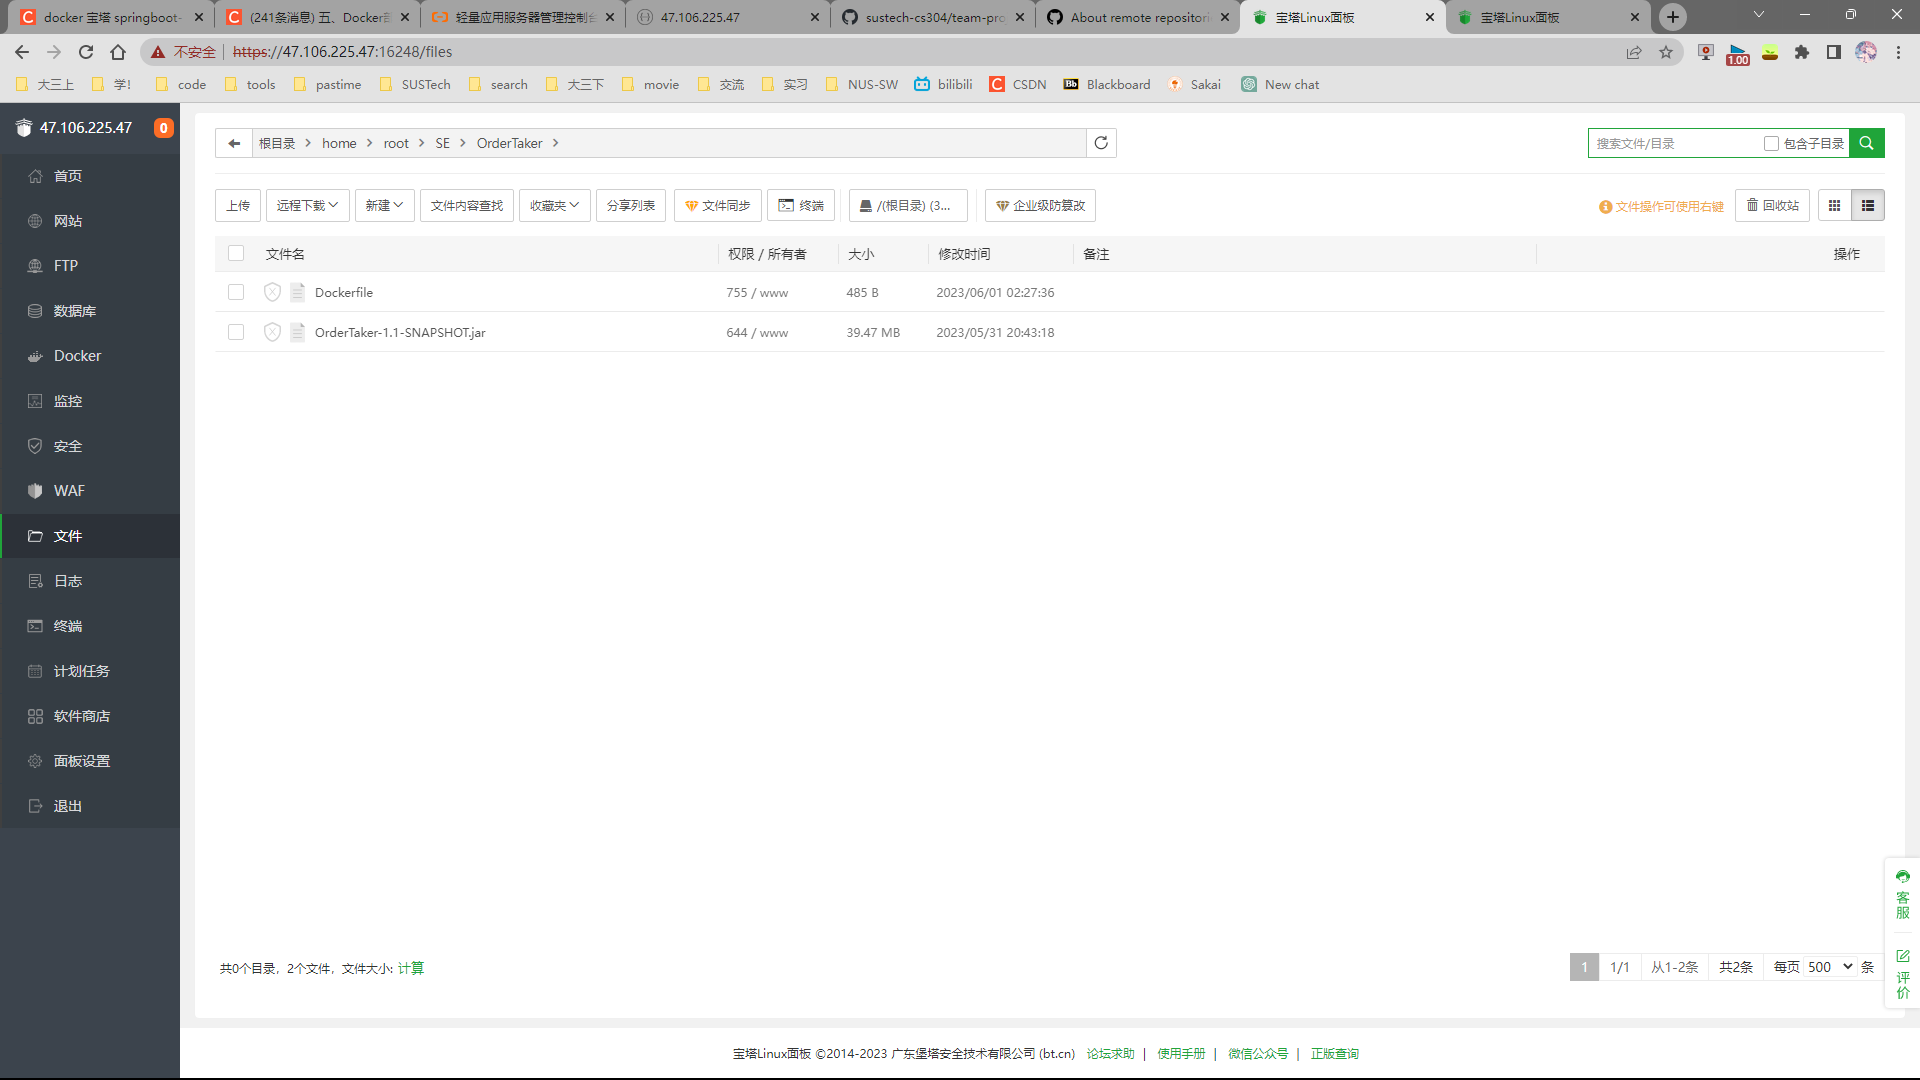 docker 宝塔 springboot-
(241条消息) 五、Docker部
轻量应用服务器管理控制台
47.106.225.47
sustech-cs304/team-pro
About remote repositori
宝塔Linux面板
宝塔Linux面板
不安全 https://47.106.225.47:16248/files
1.00
大三上 学! code tools pastime SUSTech search 大三下 movie 交流 实习 NUS-SW bilibili CSDN Blackboard Sakai New chat
47.106.225.47 0
首页
网站
FTP
数据库
Docker
监控
安全
WAF
文件
日志
终端
计划任务
软件商店
面板设置
退出
根目录 home root SE OrderTaker
搜索文件/目录 包含子目录
上传 远程下载 新建 文件内容查找 收藏夹 分享列表 文件同步 终端 /(根目录) (3... 企业级防篡改 文件操作可使用右键 回收站
文件名 权限 / 所有者 大小 修改时间 备注 操作
Dockerfile 755 / www 485 B 2023/06/01 02:27:36
OrderTaker-1.1-SNAPSHOT.jar 644 / www 39.47 MB 2023/05/31 20:43:18
共0个目录，2个文件，文件大小: 计算
1 1/1 从1-2条 共2条 每页 500 条
客服
评价
宝塔Linux面板 ©2014-2023 广东堡塔安全技术有限公司 (bt.cn) 论坛求助 | 使用手册 | 微信公众号 | 正版查询